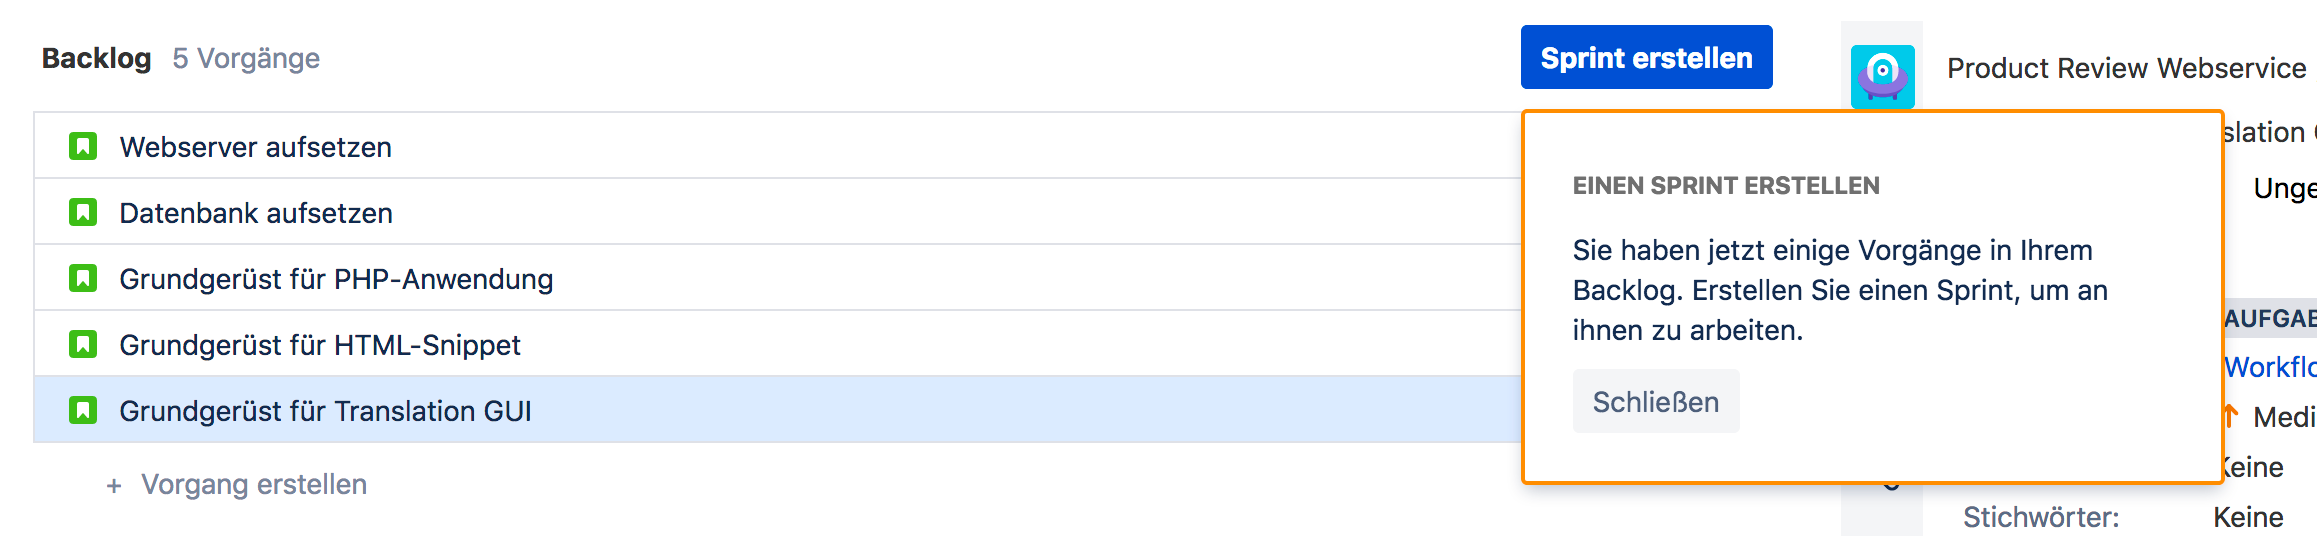 Backlog 5 Vorgänge
Sprint erstellen
Webserver aufsetzen
Datenbank aufsetzen
Grundgerüst für PHP-Anwendung
Grundgerüst für HTML-Snippet
Grundgerüst für Translation GUI
+ Vorgang erstellen
EINEN SPRINT ERSTELLEN
Sie haben jetzt einige Vorgänge in Ihrem
Backlog. Erstellen Sie einen Sprint, um an
ihnen zu arbeiten.
Schließen
Product Review Webservice
slation
Unge
AUFGAB
Workflo
Medi
Keine
Stichwörter: Keine